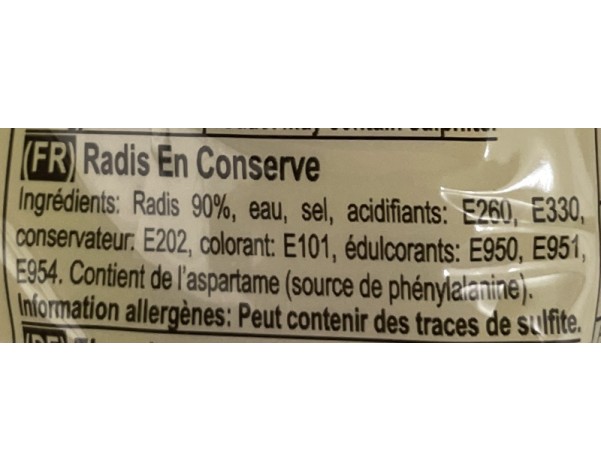 (FR) Radis En Conserve
Ingrédients: Radis 90%, eau, sel, acidifiants: E260, E330,
conservateur: E202, colorant: E101, édulcorants: E950, E951,
E954. Contient de l'aspartame (source de phénylalanine).
Information allergènes: Peut contenir des traces de sulfite.